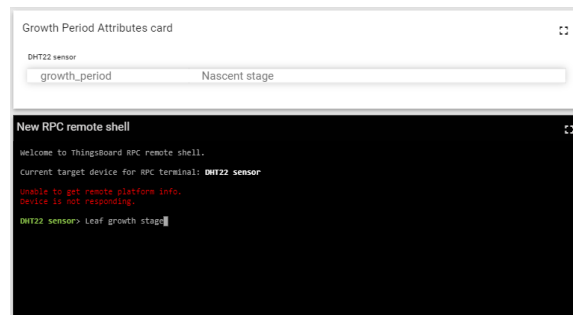 Growth Period Attributes card
DHT22 sensor
growth_period Nascent stage
New RPC remote shell
Welcome to ThingsBoard RPC remote shell.
Current target device for RPC terminal: DHT22 sensor
Unable to get remote platform info.
Device is not responding.
DHT22 sensor> Leaf growth stage